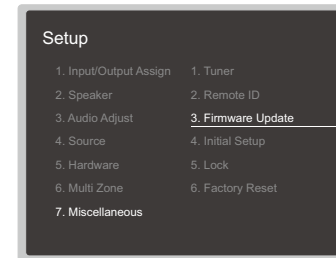 Setup
1. Input/Output Assign
2. Speaker
3. Audio Adjust
4. Source
5. Hardware
6. Multi Zone
7. Miscellaneous
1. Tuner
2. Remote ID
3. Firmware Update
4. Initial Setup
5. Lock
6. Factory Reset